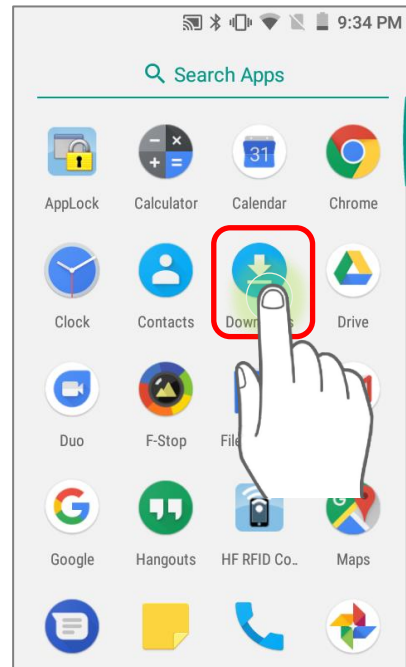 9:34 PM
Search Apps
31
AppLock Calculator Calendar Chrome
Clock Contacts Drive
Duo F-Stop
Google Hangouts HF RFID Co..
Maps